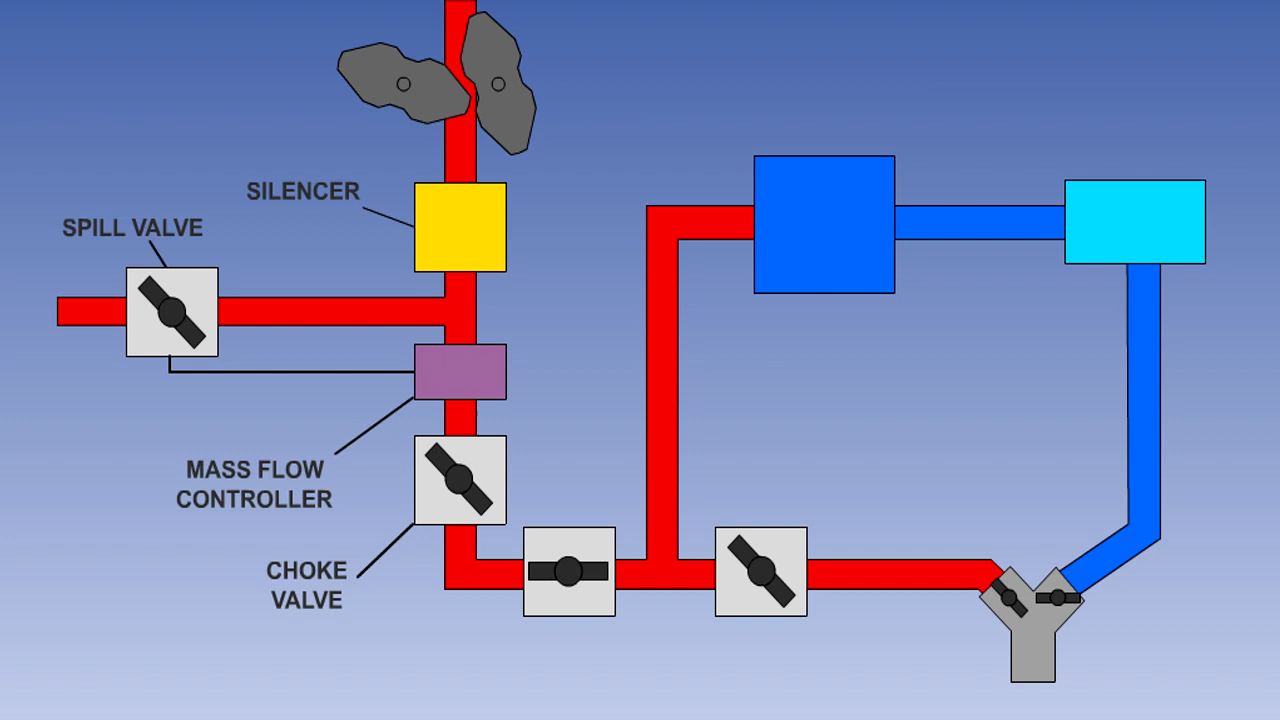 SILENCER
SPILL VALVE
MASS FLOW
CONTROLLER
CHOKE
VALVE